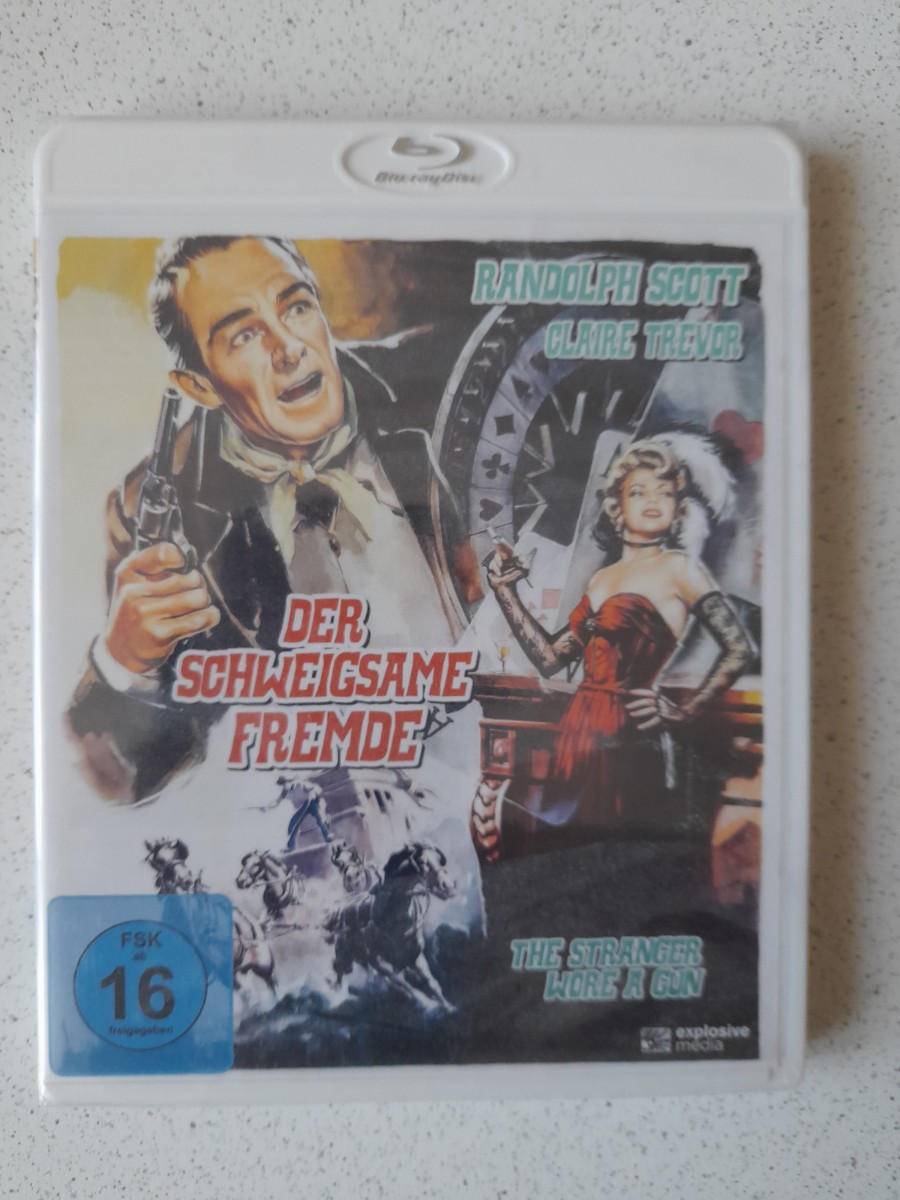 Blu-ray Disc
RANDOLPH SCOTT
CLAIRE TREVOR
DER
SCHWEIGSAME
FREMDE
THE STRANGER
WORE A GUN
FSK
ab
16
freigegeben
explosive
media